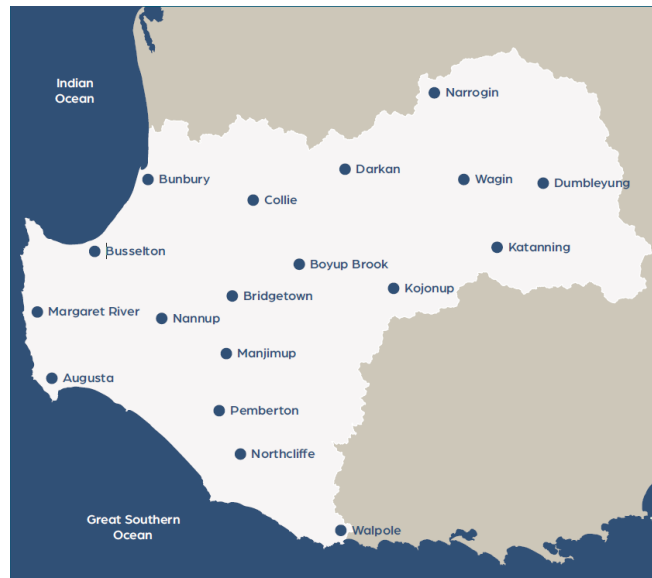 Indian
Ocean
Narrogin
Darkan
Bunbury
Wagin
Dumbleyung
Collie
Katanning
Busselton
Boyup Brook
Kojonup
Bridgetown
Margaret River
Nannup
Manjimup
Augusta
Pemberton
Northcliffe
Great Southern
Ocean
Walpole